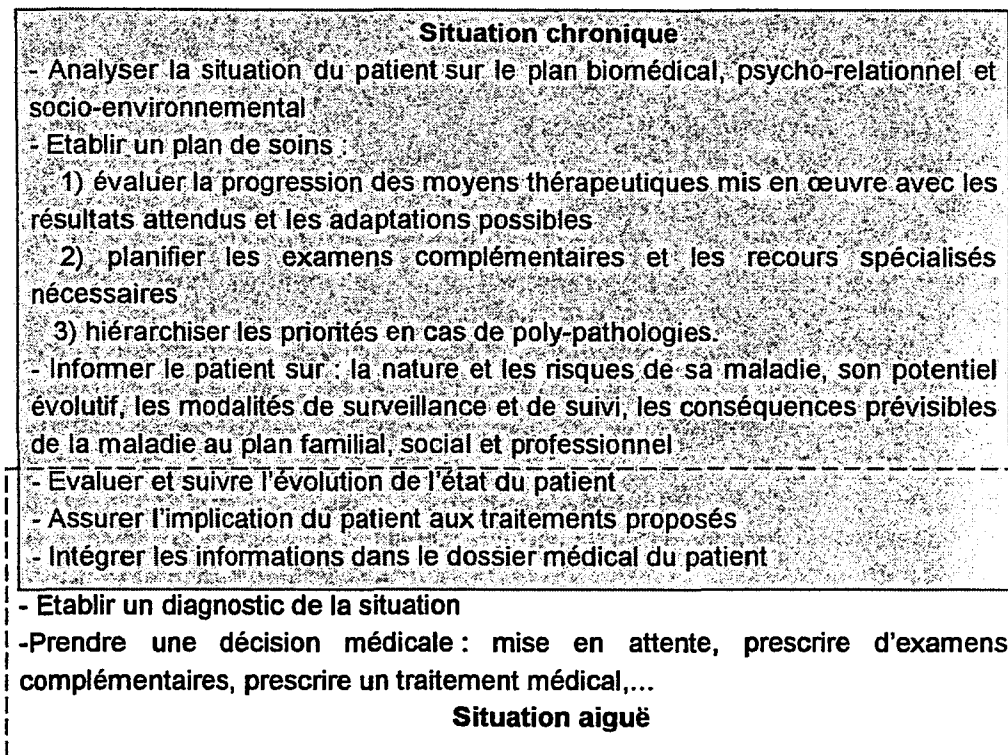 Situation chronique
- Analyser la situation du patient sur le plan biomédical, psycho-relationnel et
socio-environnemental
- Etablir un plan de soins :
1) évaluer la progression des moyens thérapeutiques mis en œuvre avec les
résultats attendus et les adaptations possibles
2) planifier les examens complémentaires et les recours spécialisés
nécessaires
3) hiérarchiser les priorités en cas de poly-pathologies.
- Informer le patient sur : la nature et les risques de sa maladie, son potentiel
évolutif, les modalités de surveillance et de suivi, les conséquences prévisibles
de la maladie au plan familial, social et professionnel
- Evaluer et suivre l'évolution de l'état du patient
- Assurer l'implication du patient aux traitements proposés
- Intégrer les informations dans le dossier médical du patient
- Etablir un diagnostic de la situation
-Prendre une décision médicale : mise en attente, prescrire d'examens
complémentaires, prescrire un traitement médical,...
Situation aiguë